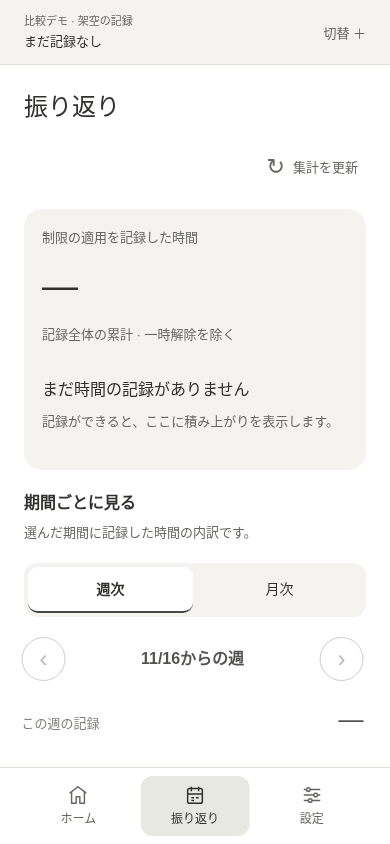 比較デモ · 架空の記録
まだ記録なし
切替 ＋
振り返り
↻ 集計を更新
制限の適用を記録した時間
—
記録全体の累計 · 一時解除を除く
まだ時間の記録がありません
記録ができると、ここに積み上がりを表示します。
期間ごとに見る
選んだ期間に記録した時間の内訳です。
週次
月次
‹
11/16からの週
›
この週の記録
—
ホーム
振り返り
設定